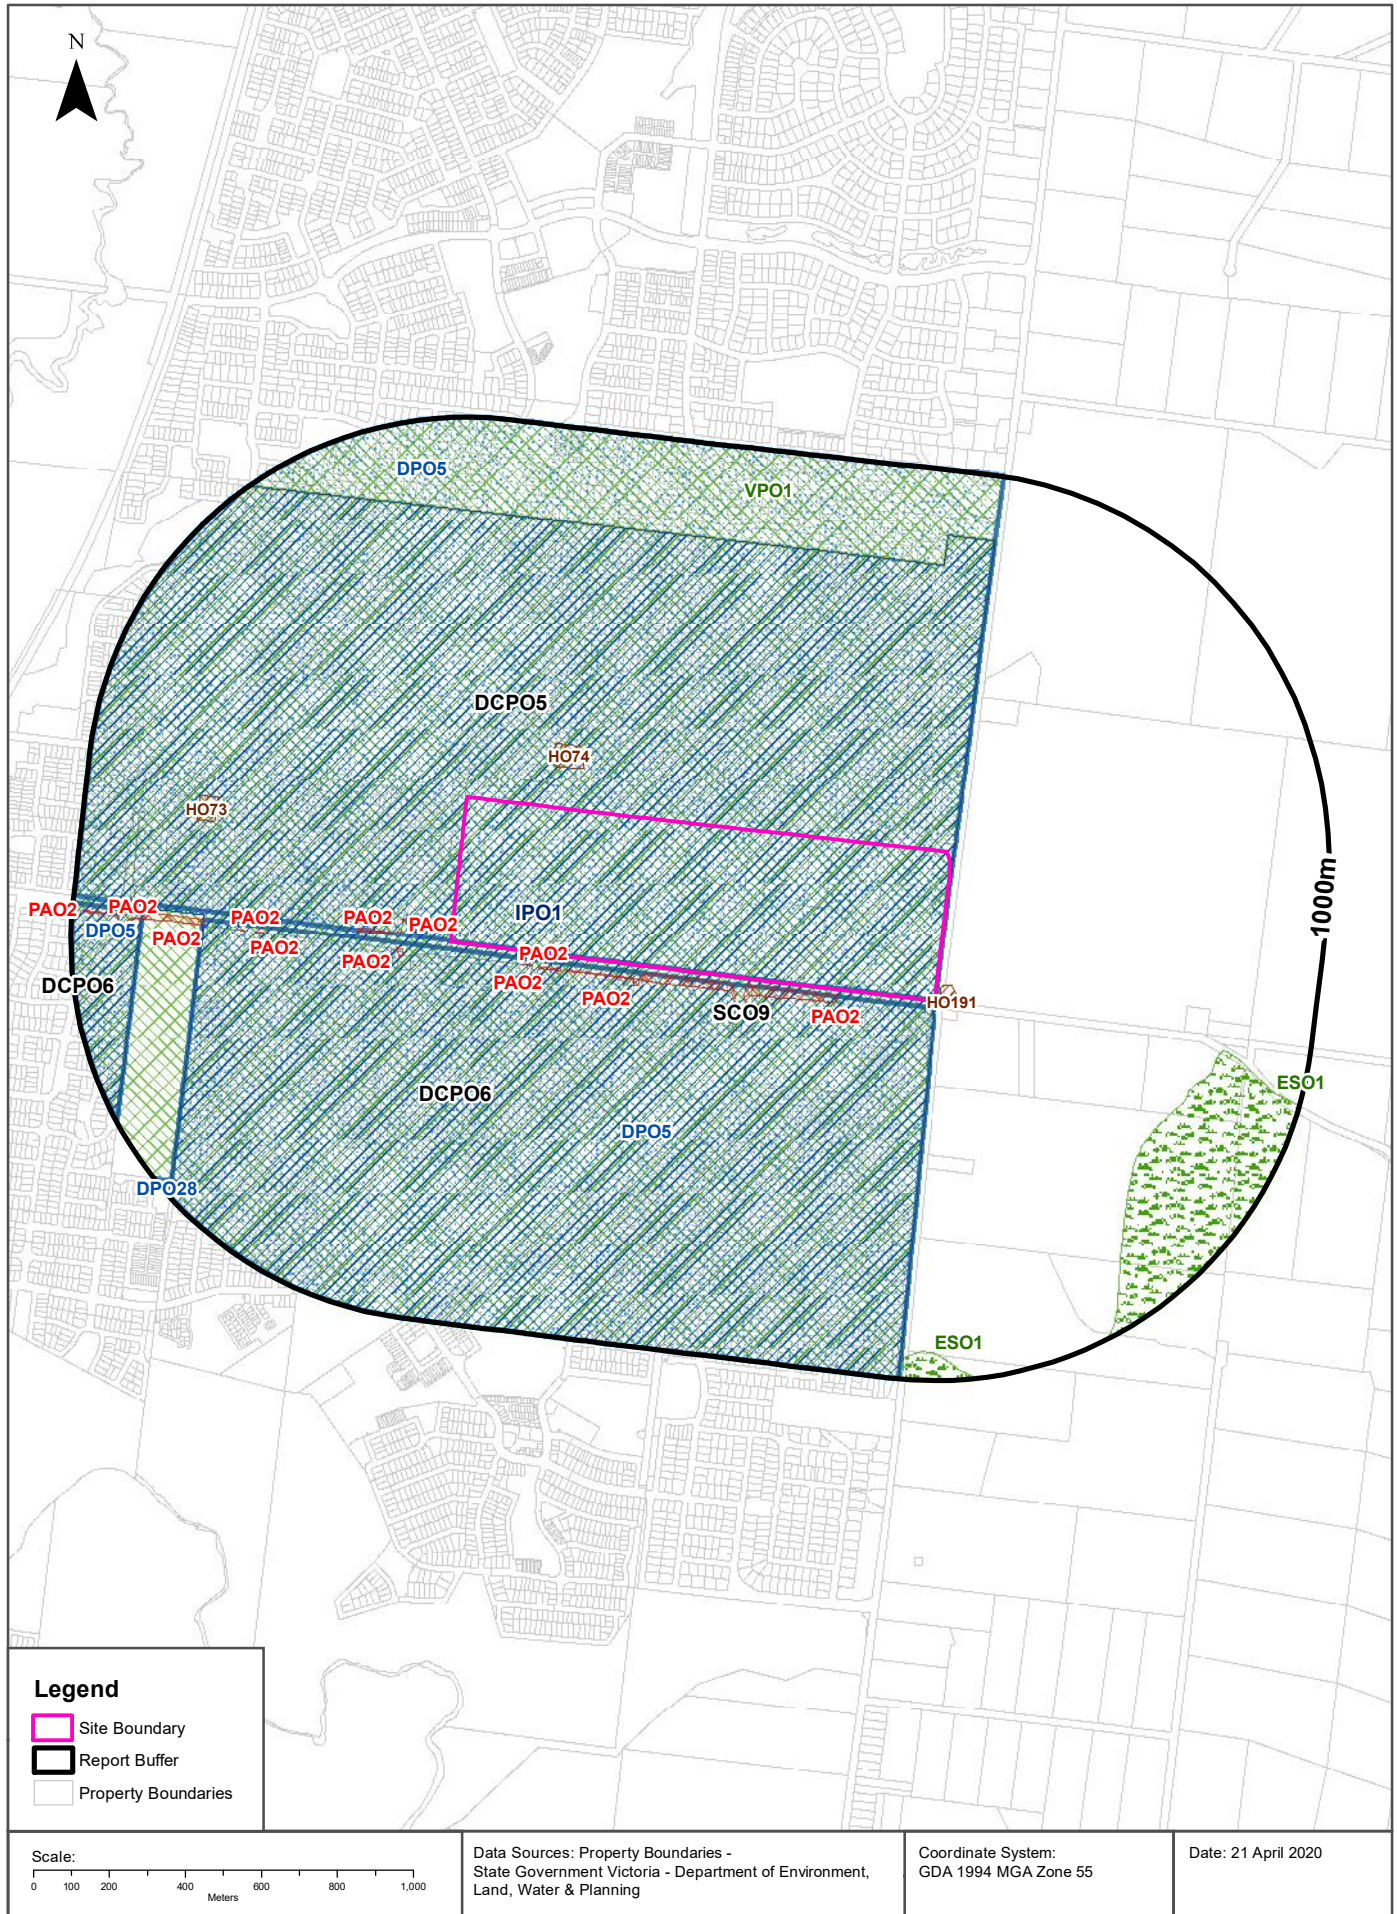 N
DPO5
VPO1
DCPO5
HO74
HO73
1000m
PAO2
PAO2
PAO2
PAO2
PAO2
IPO1
DPO5
PAO2
PAO2
PAO2
PAO2
PAO2
DCPO6
PAO2
HO191
SCO9
PAO2
ESO1
DCPO6
DPO5
DPO28
ESO1
Legend
Site Boundary
Report Buffer
Property Boundaries
Scale:
0 100 200 400 600 800 1,000
Meters
Data Sources: Property Boundaries -
State Government Victoria - Department of Environment,
Land, Water & Planning
Coordinate System:
GDA 1994 MGA Zone 55
Date: 21 April 2020